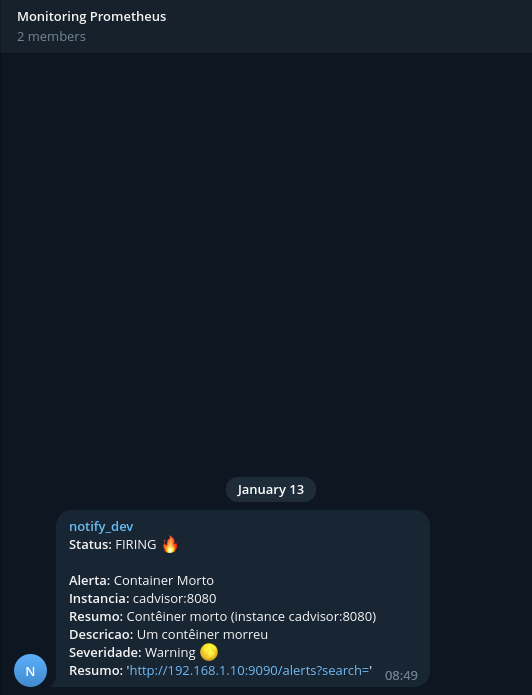 Monitoring Prometheus
2 members
January 13
notify_dev
Status: FIRING 🔥
Alerta: Container Morto
Instancia: cadvisor:8080
Resumo: Contêiner morto (instance cadvisor:8080)
Descricao: Um contêiner morreu
Severidade: Warning 🟡
Resumo: 'http://192.168.1.10:9090/alerts?search='
08:49
N